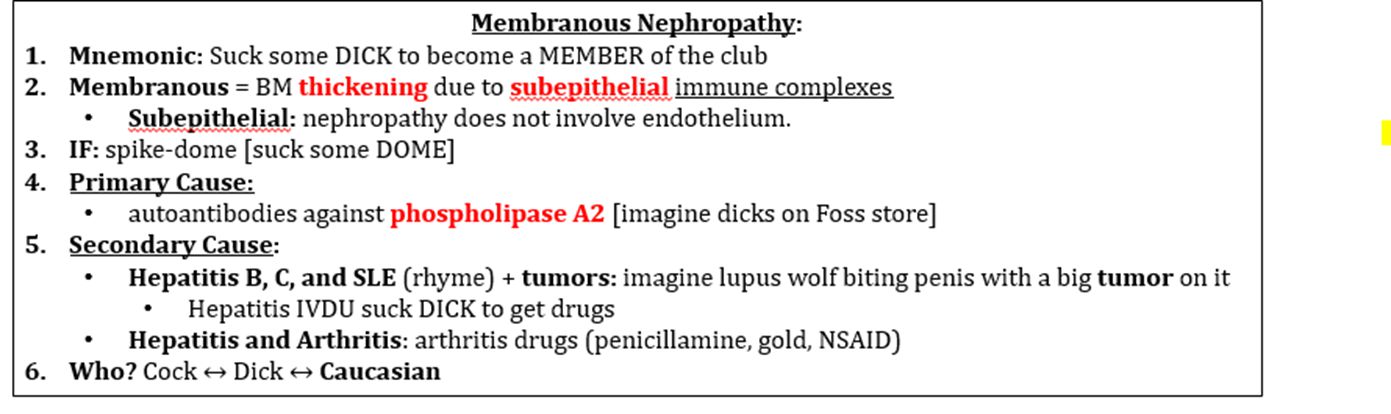 Membranous Nephropathy:
1. Mnemonic: Suck some DICK to become a MEMBER of the club
2. Membranous = BM thickening due to subepithelial immune complexes
• Subepithelial: nephropathy does not involve endothelium.
3. IF: spike-dome [suck some DOME]
4. Primary Cause:
• autoantibodies against phospholipase A2 [imagine dicks on Foss store]
5. Secondary Cause:
• Hepatitis B, C, and SLE (rhyme) + tumors: imagine lupus wolf biting penis with a big tumor on it
• Hepatitis IVDU suck DICK to get drugs
• Hepatitis and Arthritis: arthritis drugs (penicillamine, gold, NSAID)
6. Who? Cock ↔ Dick ↔ Caucasian